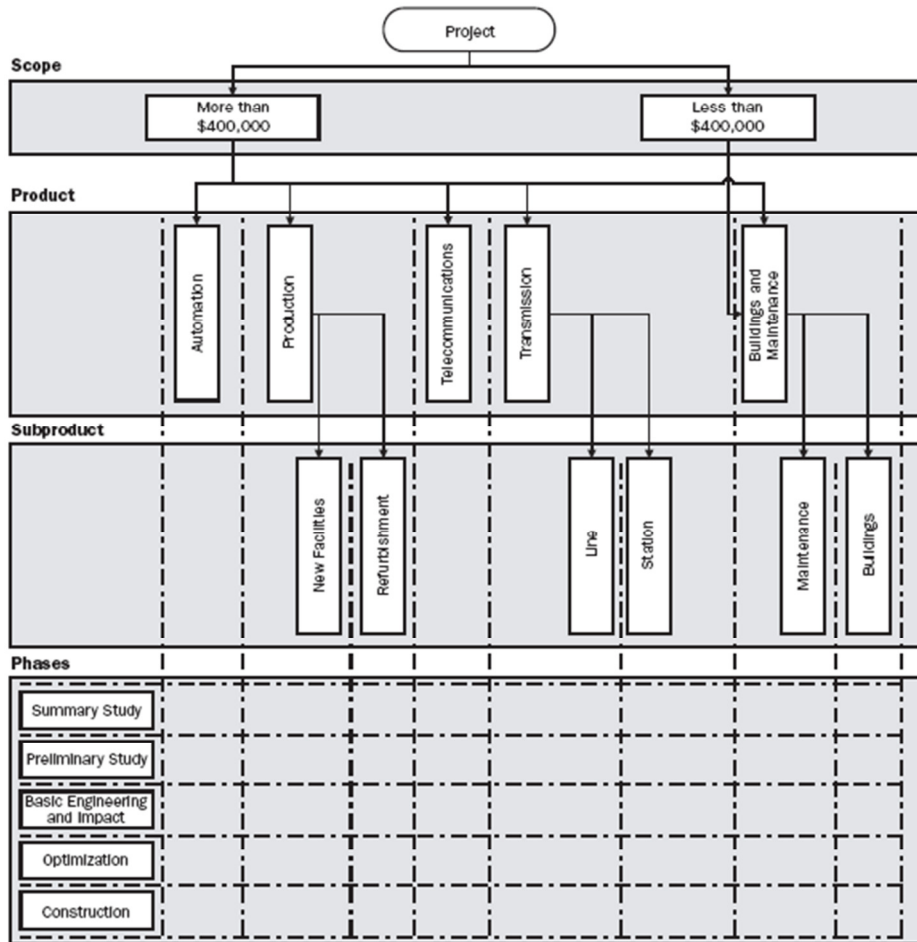 Project
Scope
More than
$400,000
Less than
$400,000
Product
Automation
Production
Telecommunications
Transmission
Buildings and
Maintenance
Subproduct
New Facilities
Refurbishment
Line
Station
Maintenance
Buildings
Phases
Summary Study
Preliminary Study
Basic Engineering
and Impact
Optimization
Construction